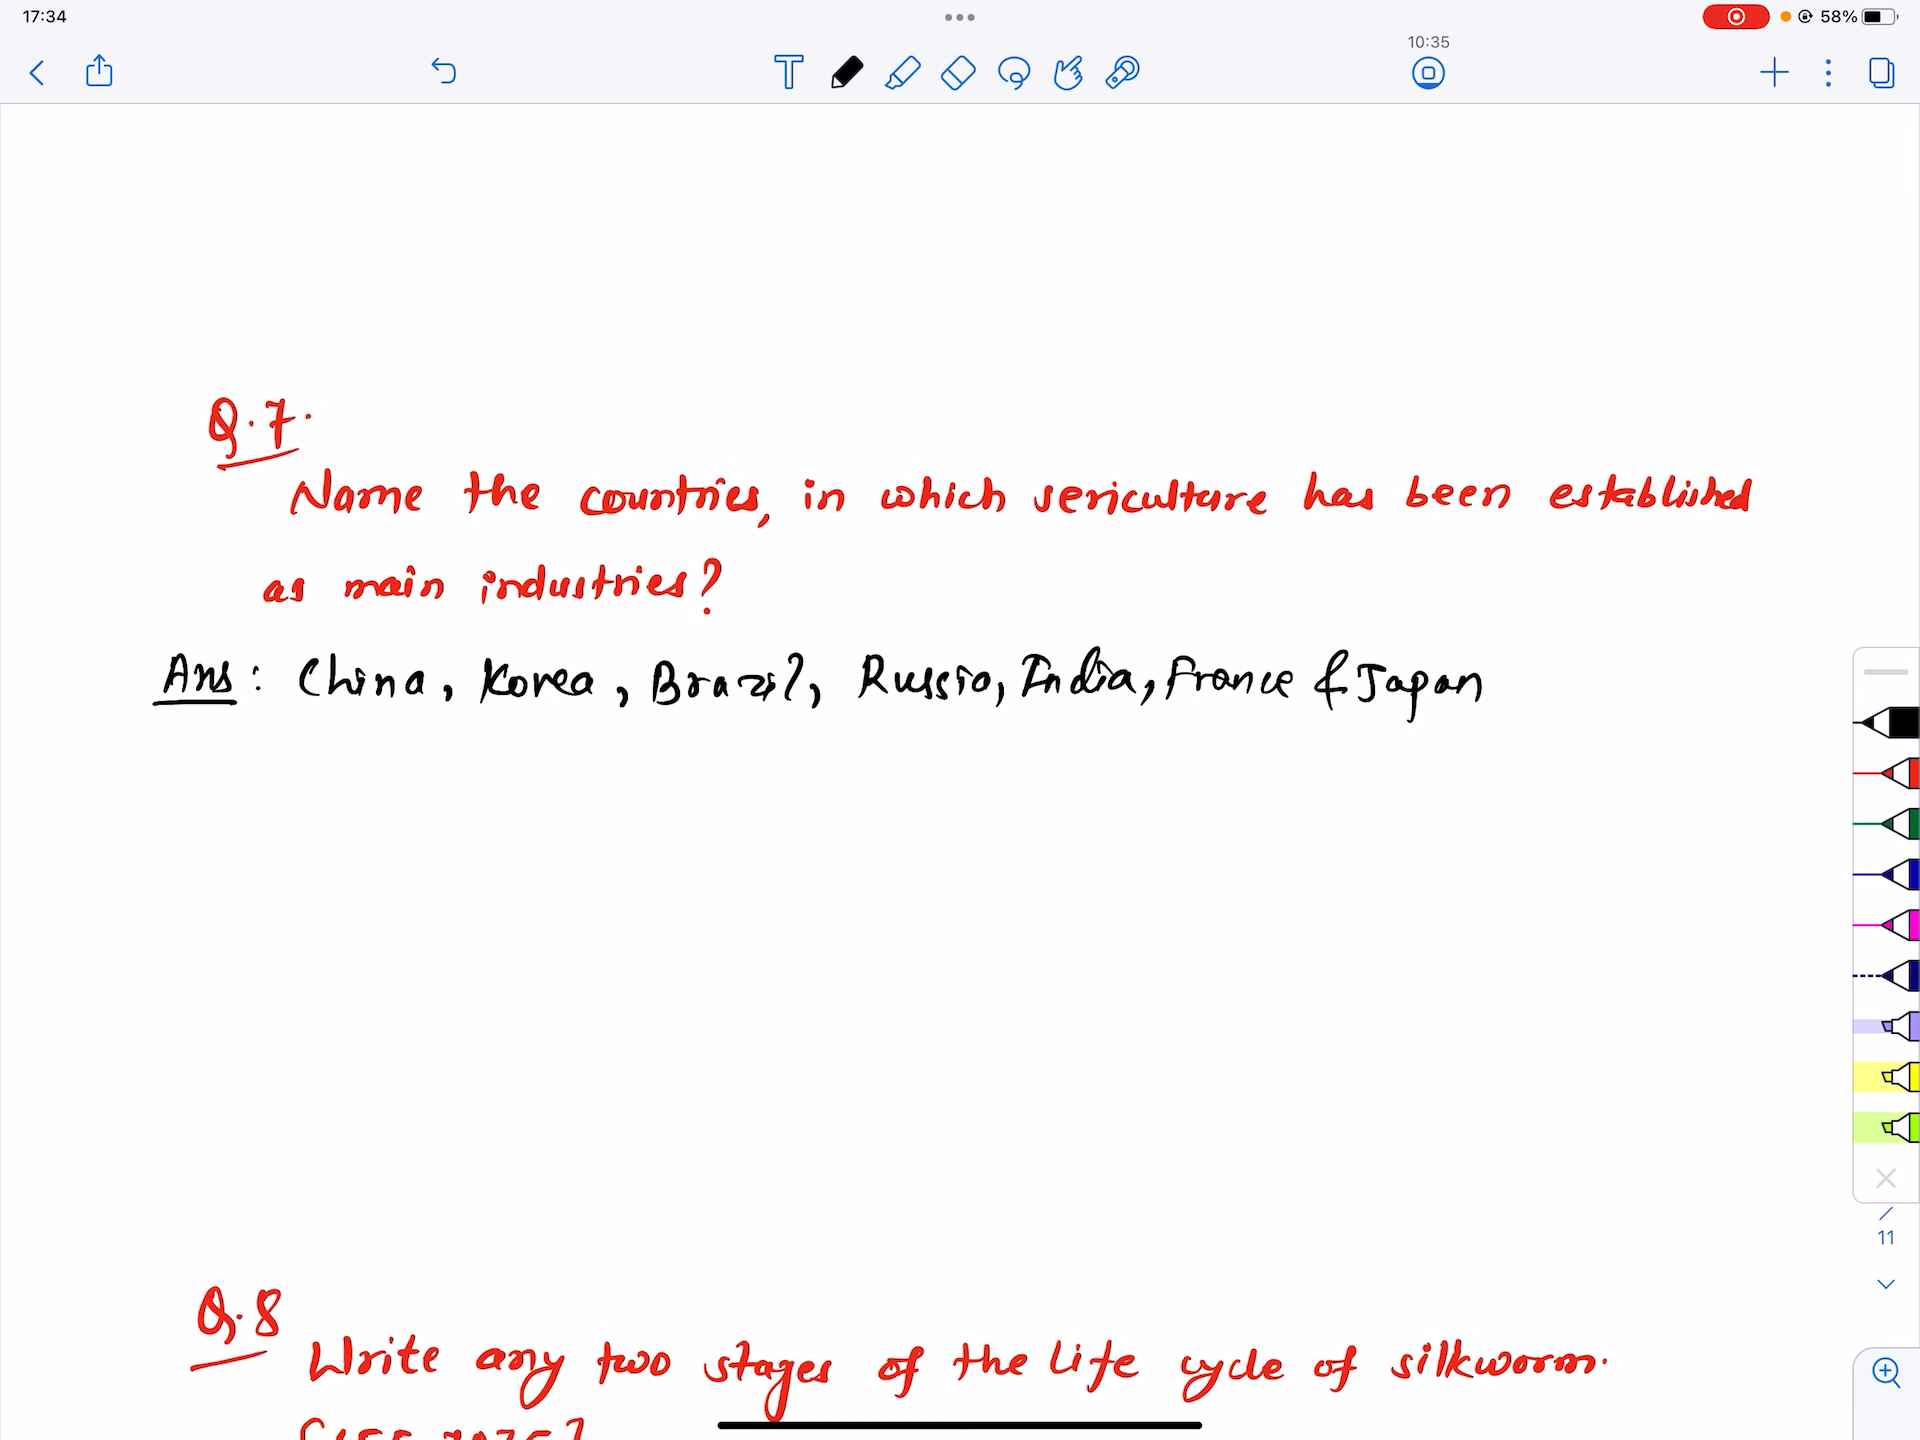 17:34
58%
10:35
Q.7.
Name the countries, in which sericulture has been established
as main industries?
Ans: China, Korea, Brazil, Russia, India, France & Japan
11
Q.8
Write any two stages of the life cycle of silkworm.